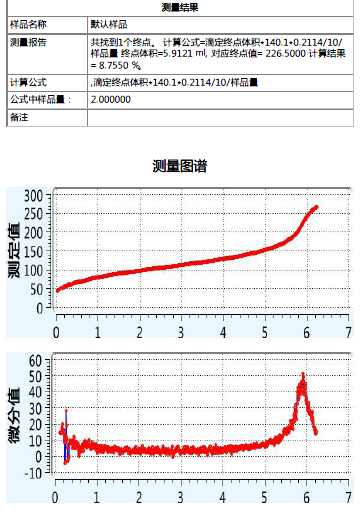 测量结果
样品名称 默认样品
测量报告 共找到1个终点， 计算公式=滴定终点体积*140.1*0.2114/10/
样品量 终点体积=5.9121 ml, 对应终点值= 226.5000 计算结果
= 8.7550 %,
计算公式 ,滴定终点体积*140.1*0.2114/10/样品量
公式中样品量： 2.000000
备注
测量图谱
测定值
300
250
200
150
100
50
0
0 1 2 3 4 5 6 7
微分值
60
50
40
30
20
10
0
-10
0 1 2 3 4 5 6 7